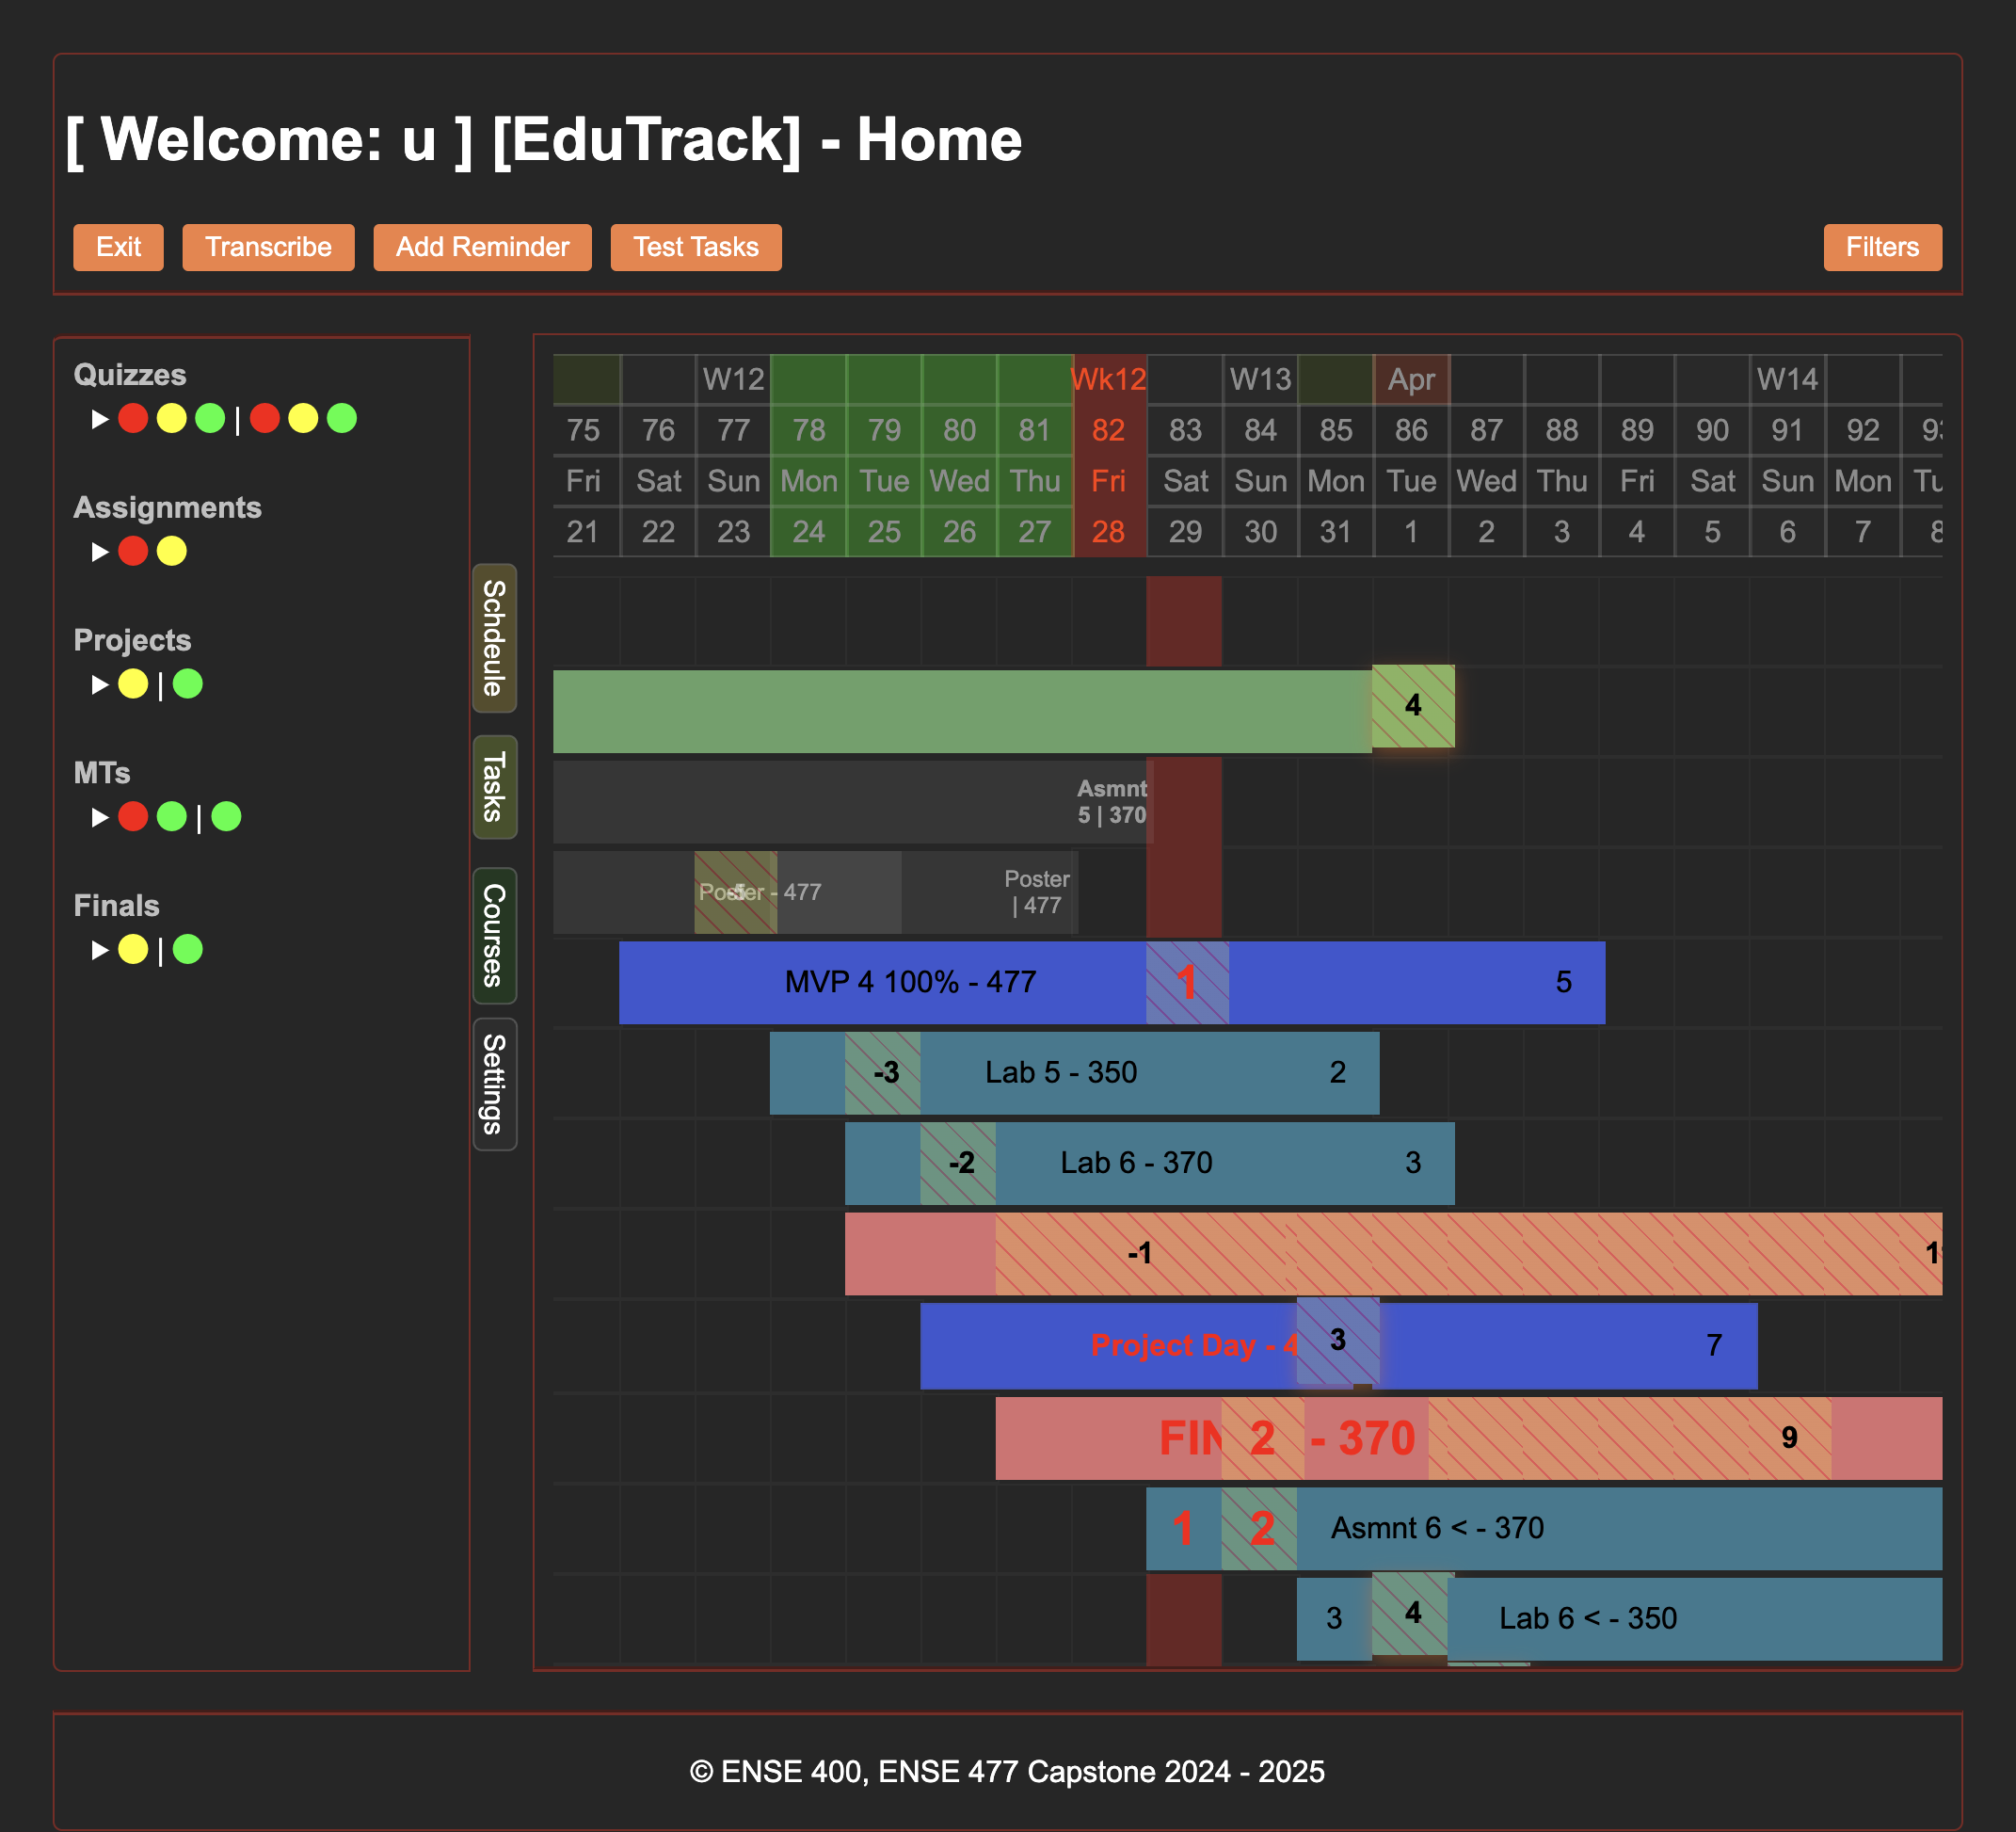 [ Welcome: u ] [EduTrack] - Home
Exit Transcribe Add Reminder Test Tasks Filters
Quizzes
Assignments
Projects
MTs
Finals
Schdeule
Tasks
Courses
Settings
W12 Wk12 W13 Apr W14
75 76 77 78 79 80 81 82 83 84 85 86 87 88 89 90 91 92
Fri Sat Sun Mon Tue Wed Thu Fri Sat Sun Mon Tue Wed Thu Fri Sat Sun Mon Tu
21 22 23 24 25 26 27 28 29 30 31 1 2 3 4 5 6 7 8
4
Asmnt
5 | 370
Poster - 477
Poster
| 477
MVP 4 100% - 477 1 5
-3 Lab 5 - 350 2
-2 Lab 6 - 370 3
-1 1
Project Day - 4 3 7
FIN 2 - 370 9
1 2 Asmnt 6 < - 370
3 4 Lab 6 < - 350
© ENSE 400, ENSE 477 Capstone 2024 - 2025